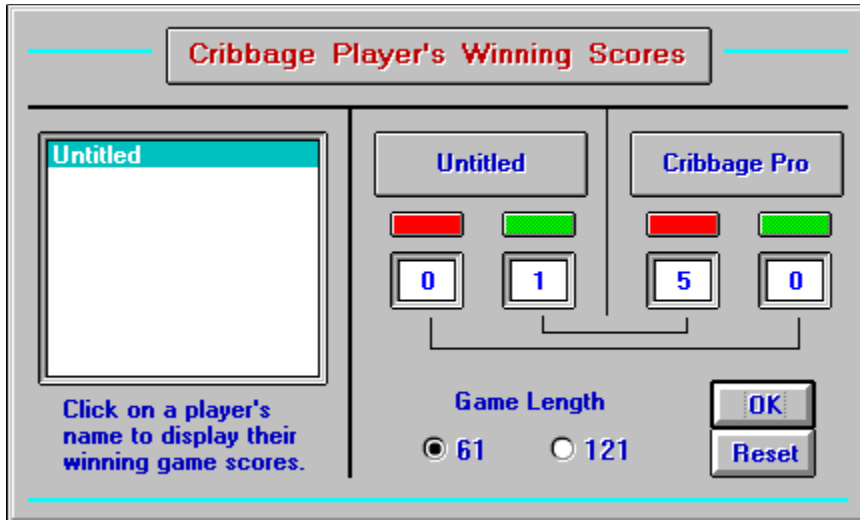 Cribbage Player's Winning Scores
Untitled
Click on a player's
name to display their
winning game scores.
Untitled
Cribbage Pro
0 1 5 0
Game Length
61 121
OK
Reset